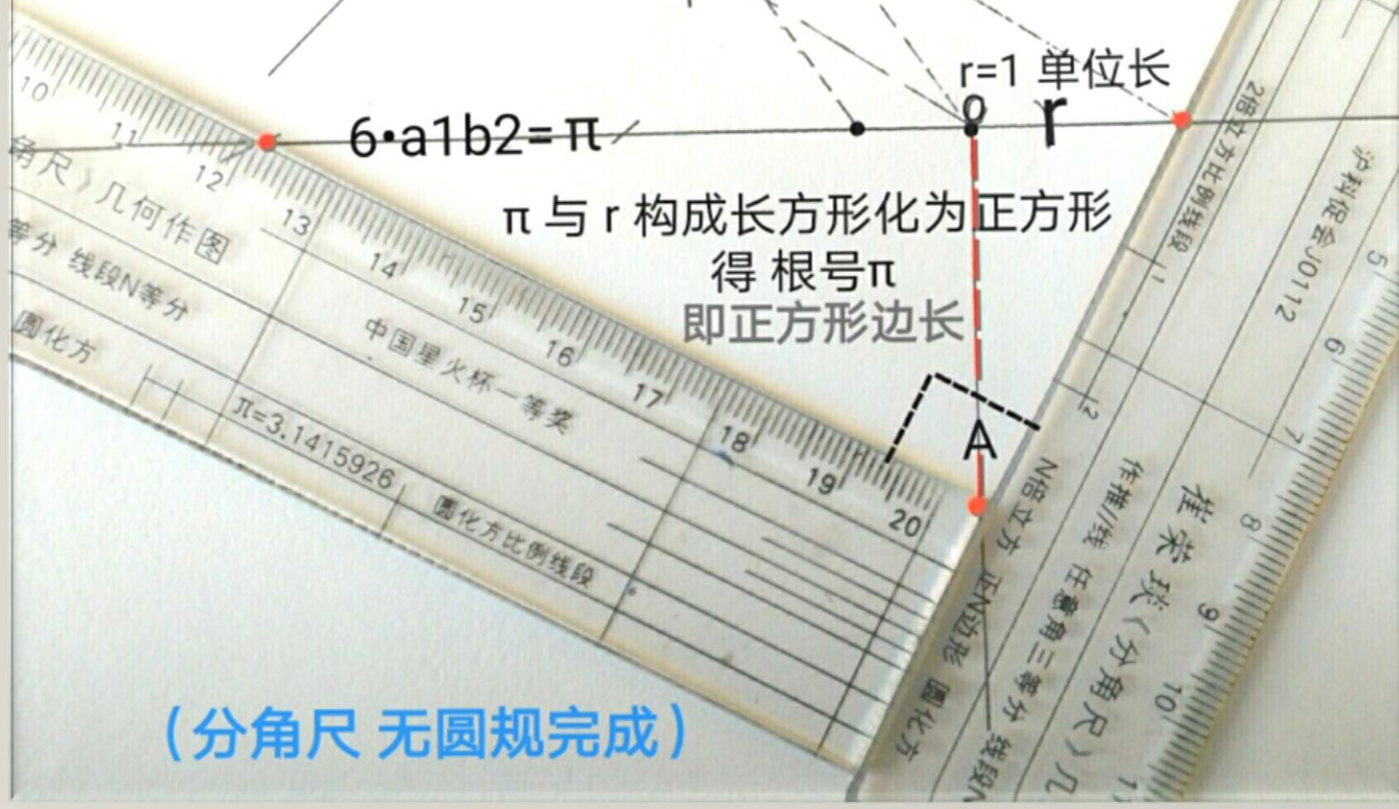 r=1 单位长
O
r
6•a1b2=π
π 与 r 构成长方形化为正方形
得 根号π
即正方形边长
A
10
11
12
13
14
15
16
17
18
19
20
角尺》几何作图
等分 线段N等分
圆化方
中国星火杯一等奖
π=3.1415926
圆化方比例线段
2倍立方比例线段
沪科促会J0112
1
2
5
6
7
8
9
10
11
N倍立方 正N边形 圆化方
作推/线 任意角三等分 线段N
崔荣琰《分角尺》几
(分角尺 无圆规完成)